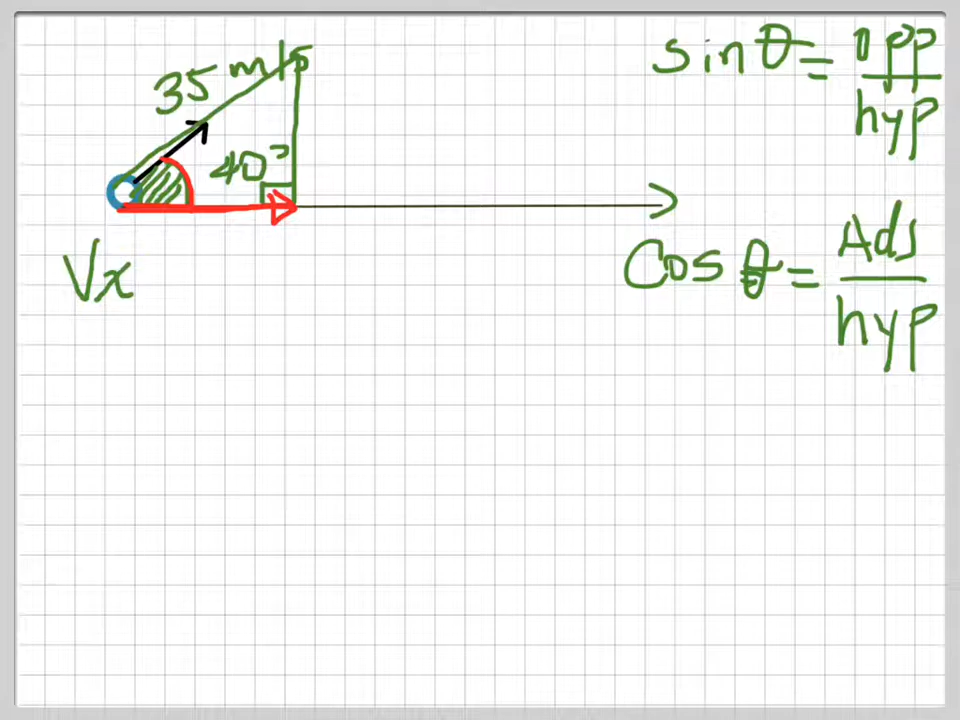 35 m/s
40°
Vx
sin θ = opp
hyp
Cos θ = Adj
hyp